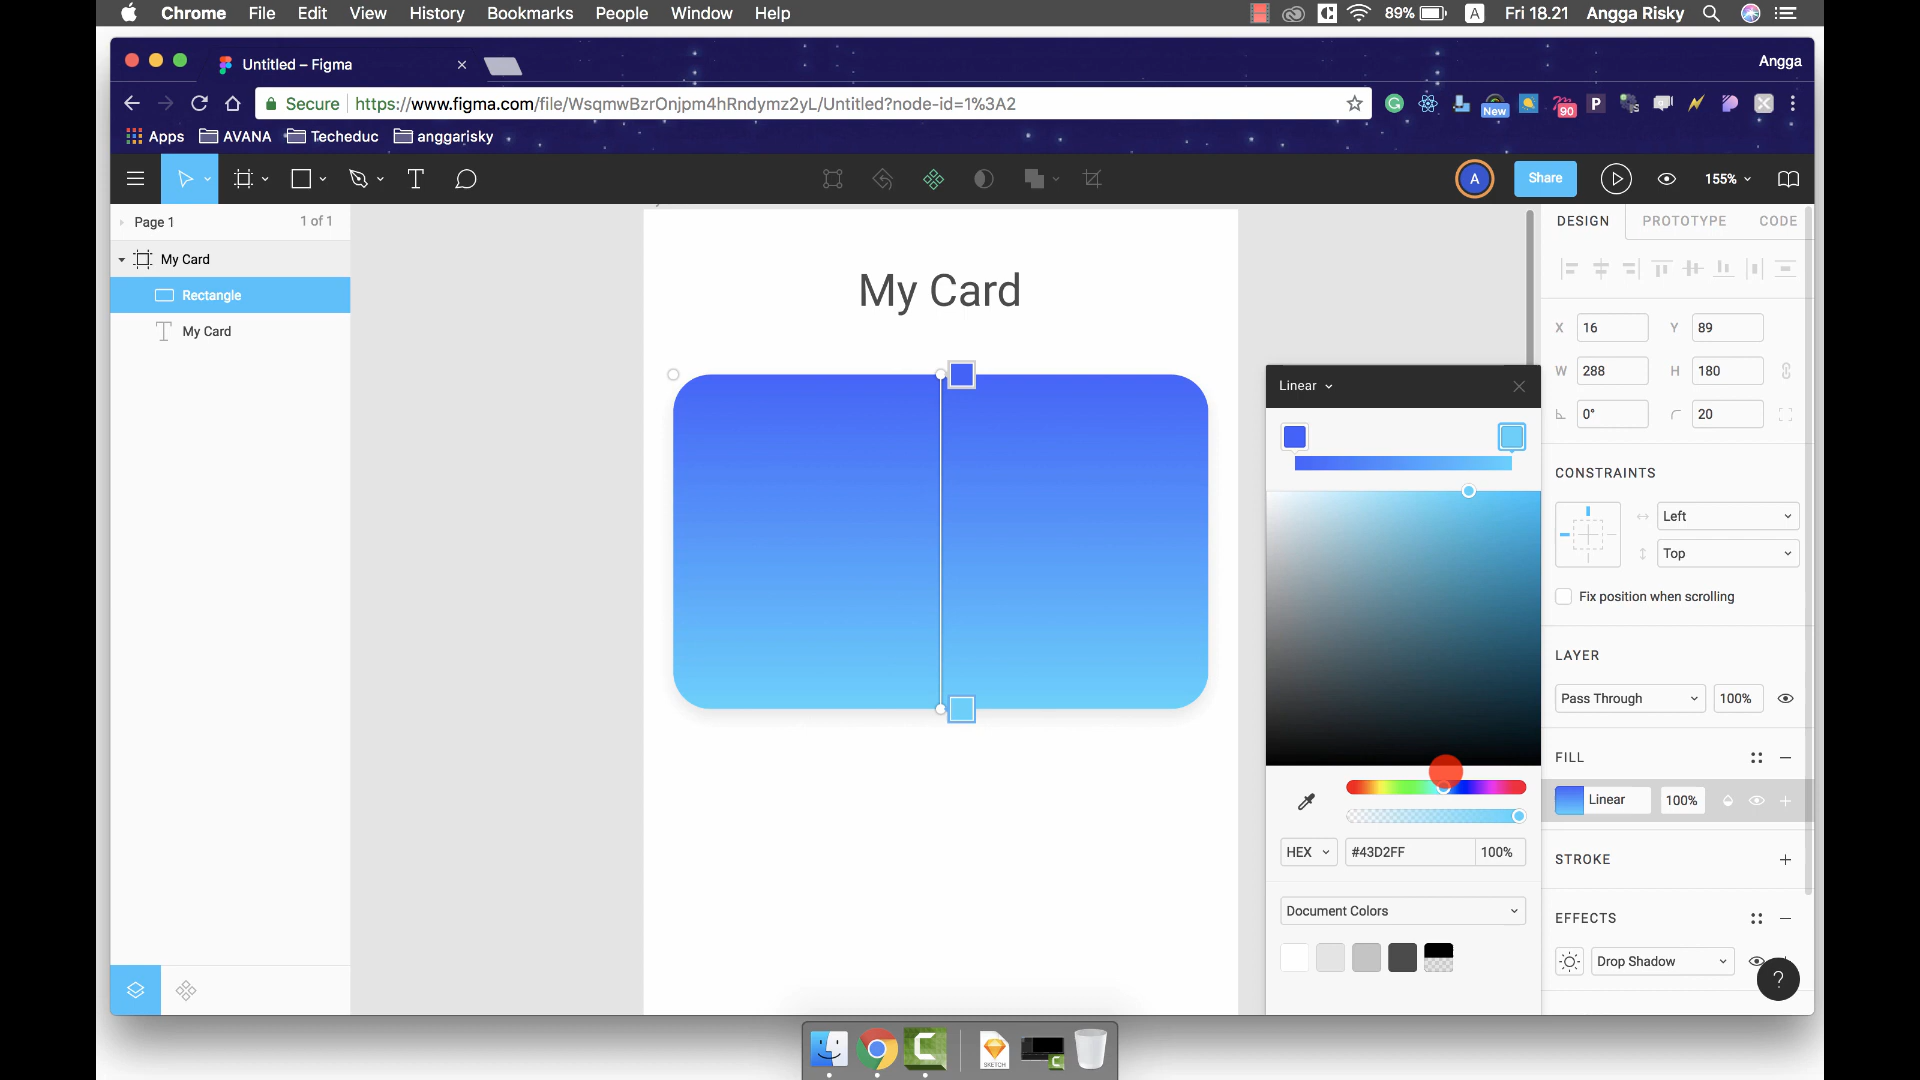 Chrome File Edit View History Bookmarks People Window Help
89% A Fri 18.21 Angga Risky
Untitled – Figma
Angga
Secure https://www.figma.com/file/WsqmwBzrOnjpm4hRndymz2yL/Untitled?node-id=1%3A2
New
90
P
Apps AVANA Techeduc anggarisky
A
Share
155%
Page 1
1 of 1
DESIGN PROTOTYPE CODE
My Card
Rectangle
My Card
My Card
X 16 Y 89
W 288 H 180
0° 20
Linear
CONSTRAINTS
Left
Top
Fix position when scrolling
LAYER
Pass Through 100%
FILL
Linear 100%
HEX #43D2FF 100%
STROKE
Document Colors
EFFECTS
Drop Shadow
?
SKETCH